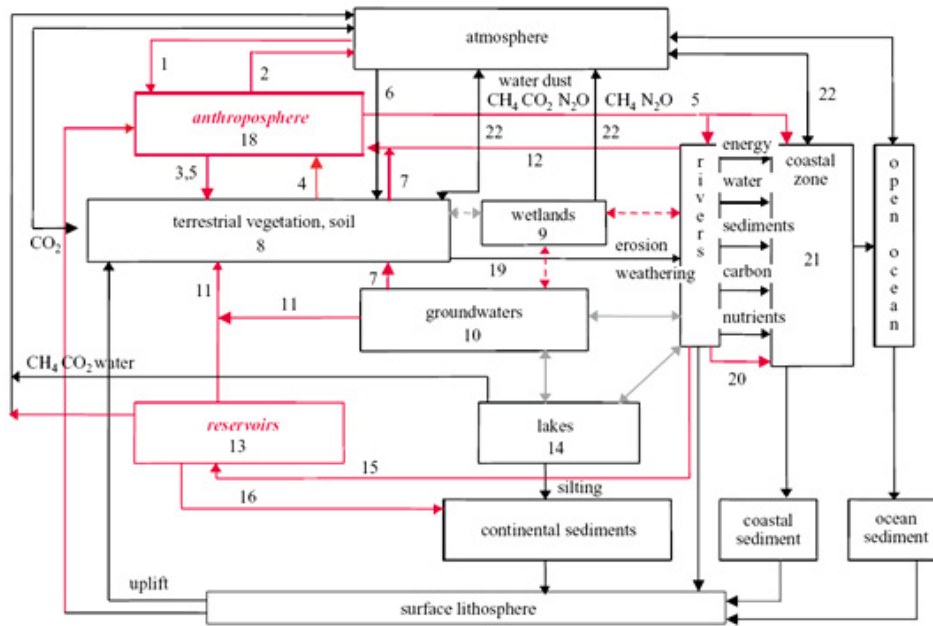 atmosphere
1
2
6
water dust
CH₄ CO₂ N₂O
CH₄ N₂O
5
22
anthroposphere
18
22
22
12
energy
coastal
zone
rivers
water
open ocean
3,5
4
7
terrestrial vegetation, soil
8
wetlands
9
sediments
CO₂
19
erosion
weathering
carbon
21
7
11
11
groundwaters
10
nutrients
CH₄ CO₂ water
20
reservoirs
13
lakes
14
15
16
silting
continental sediments
coastal
sediment
ocean
sediment
uplift
surface lithosphere